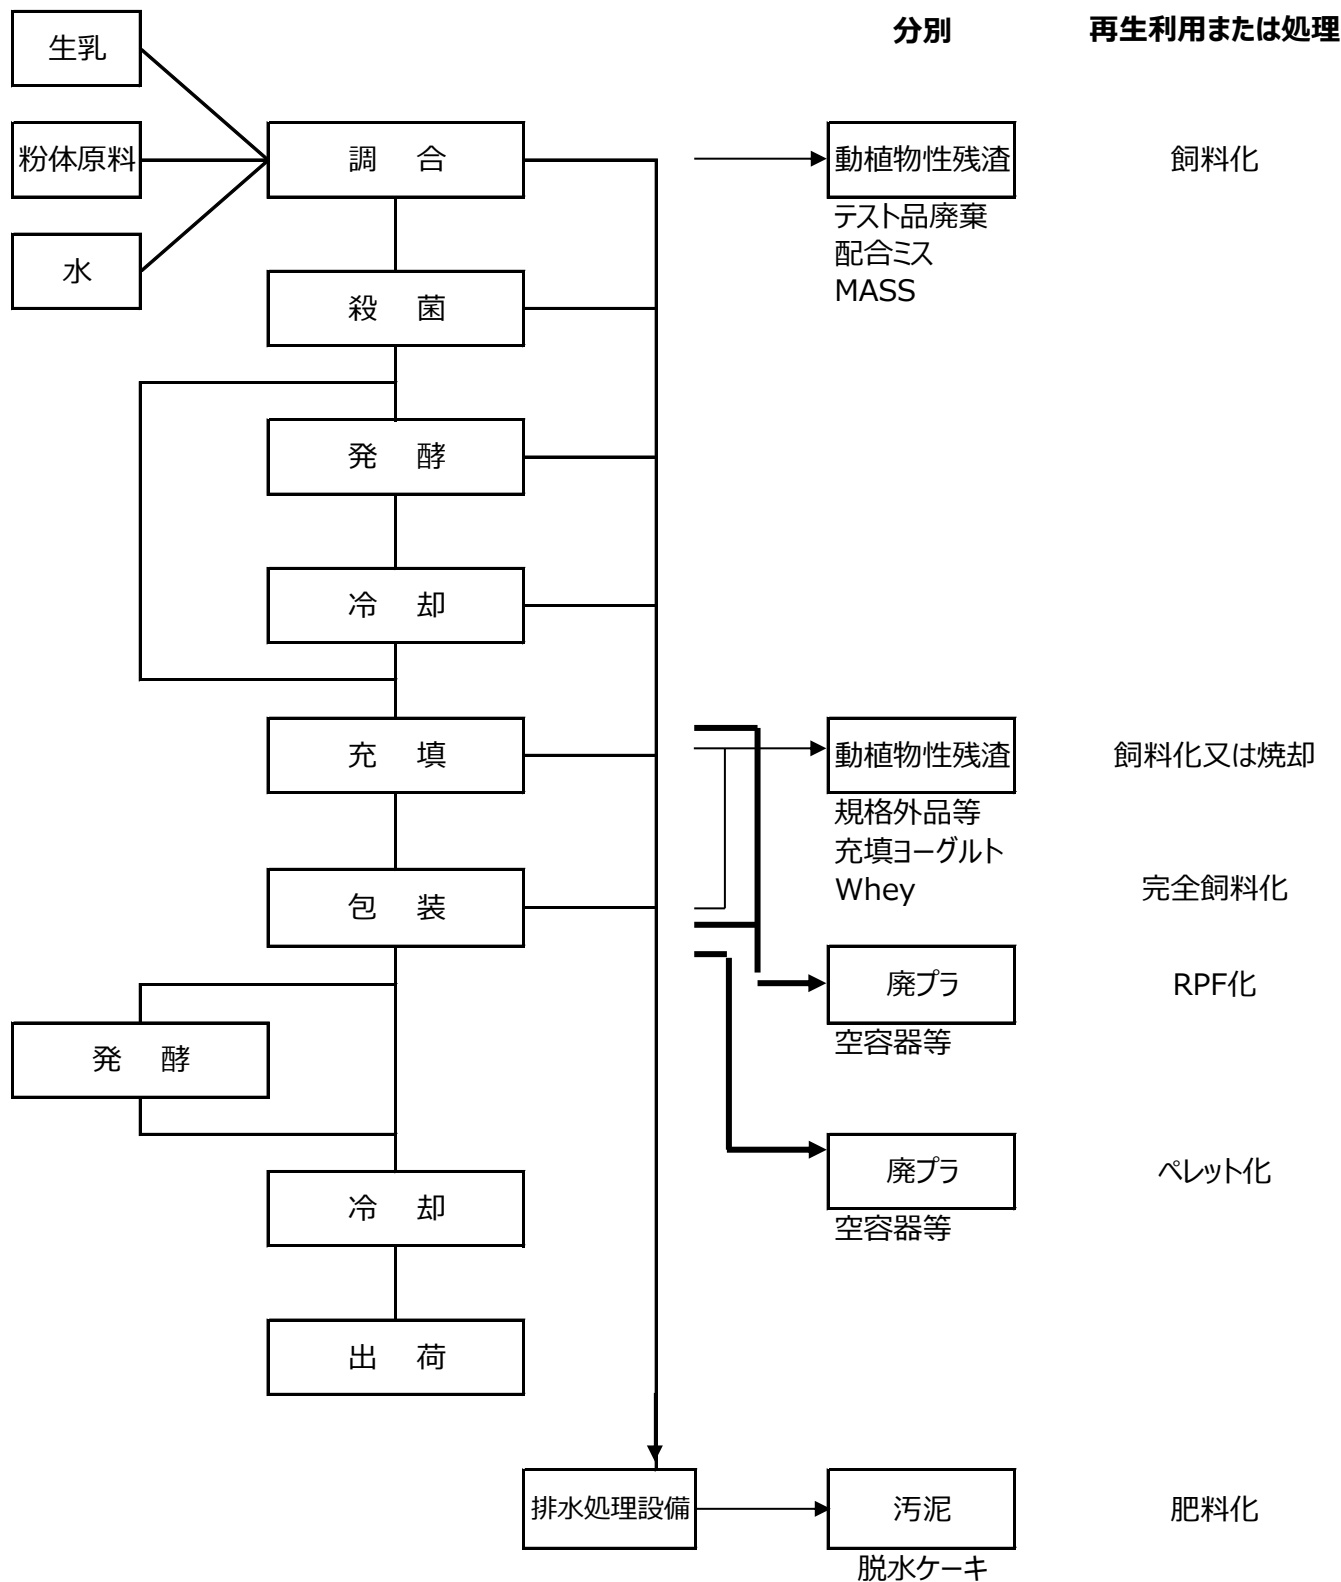 分別 再生利用または処理
生乳
粉体原料 調 合 動植物性残渣 飼料化
テスト品廃棄
配合ミス
MASS
水
殺 菌
発 酵
冷 却
充 填 動植物性残渣 飼料化又は焼却
規格外品等
充填ヨーグルト
Whey 完全飼料化
包 装
廃プラ RPF化
空容器等
発 酵
廃プラ ペレット化
空容器等
冷 却
出 荷
排水処理設備 汚泥 肥料化
脱水ケーキ